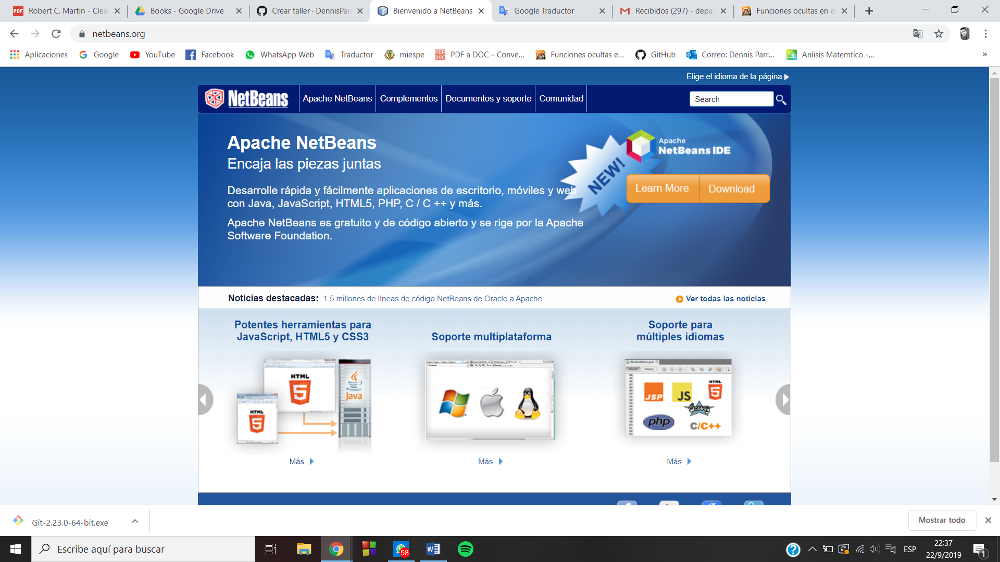 Robert C. Martin - Clea
Books - Google Drive
Crear taller · DennisPar
Bienvenido a NetBeans
Google Traductor
Recibidos (297) - depar
Funciones ocultas en e
netbeans.org
Aplicaciones
Google
YouTube
Facebook
WhatsApp Web
Traductor
miespe
PDF a DOC – Conve...
Funciones ocultas e...
GitHub
Correo: Dennis Parr...
Anlisis Matemtico -...
»
Elige el idioma de la página
NetBeans
Apache NetBeans
Complementos
Documentos y soporte
Comunidad
Search
Apache NetBeans
Encaja las piezas juntas
Desarrolle rápida y fácilmente aplicaciones de escritorio, móviles y web
con Java, JavaScript, HTML5, PHP, C / C ++ y más.
Apache NetBeans es gratuito y de código abierto y se rige por la Apache
Software Foundation.
NEW!
Apache
NetBeans IDE
Learn More
Download
Noticias destacadas: 1.5 millones de líneas de código NetBeans de Oracle a Apache
Ver todas las noticias
Potentes herramientas para
JavaScript, HTML5 y CSS3
Soporte multiplataforma
Soporte para
múltiples idiomas
HTML
5
HTML
5
Java
WindowDemo.java
Source
History
JSP
JS
HTML
5
Groovy
php
C/C++
Más
Más
Más
Git-2.23.0-64-bit.exe
Mostrar todo
Escribe aquí para buscar
58
ESP
22:37
22/9/2019
1